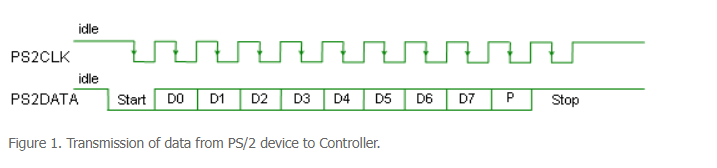 idle
PS2CLK
idle
PS2DATA Start D0 D1 D2 D3 D4 D5 D6 D7 P Stop
Figure 1. Transmission of data from PS/2 device to Controller.